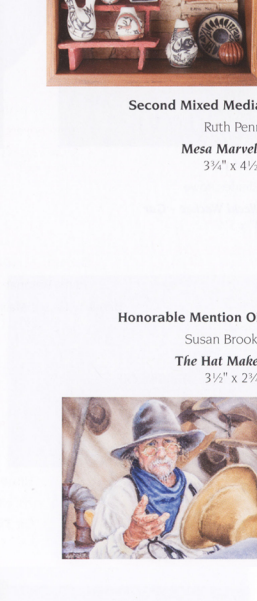 Second Mixed Media
Ruth Penn
Mesa Marvel
3¾" x 4½
Honorable Mention O
Susan Brook
The Hat Make
3½" x 2¾